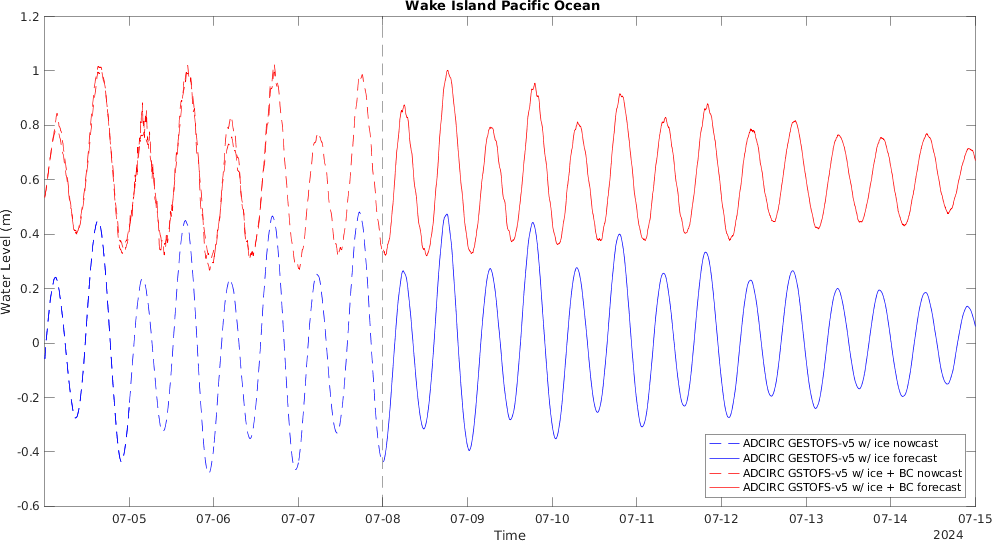 Wake Island Pacific Ocean
1.2
1
0.8
0.6
0.4
0.2
0
-0.2
-0.4
-0.6
Water Level (m)
ADCIRC GESTOFS-v5 w/ ice nowcast
ADCIRC GESTOFS-v5 w/ ice forecast
ADCIRC GSTOFS-v5 w/ ice + BC nowcast
ADCIRC GSTOFS-v5 w/ ice + BC forecast
07-05 07-06 07-07 07-08 07-09 07-10 07-11 07-12 07-13 07-14 07-15
Time
2024